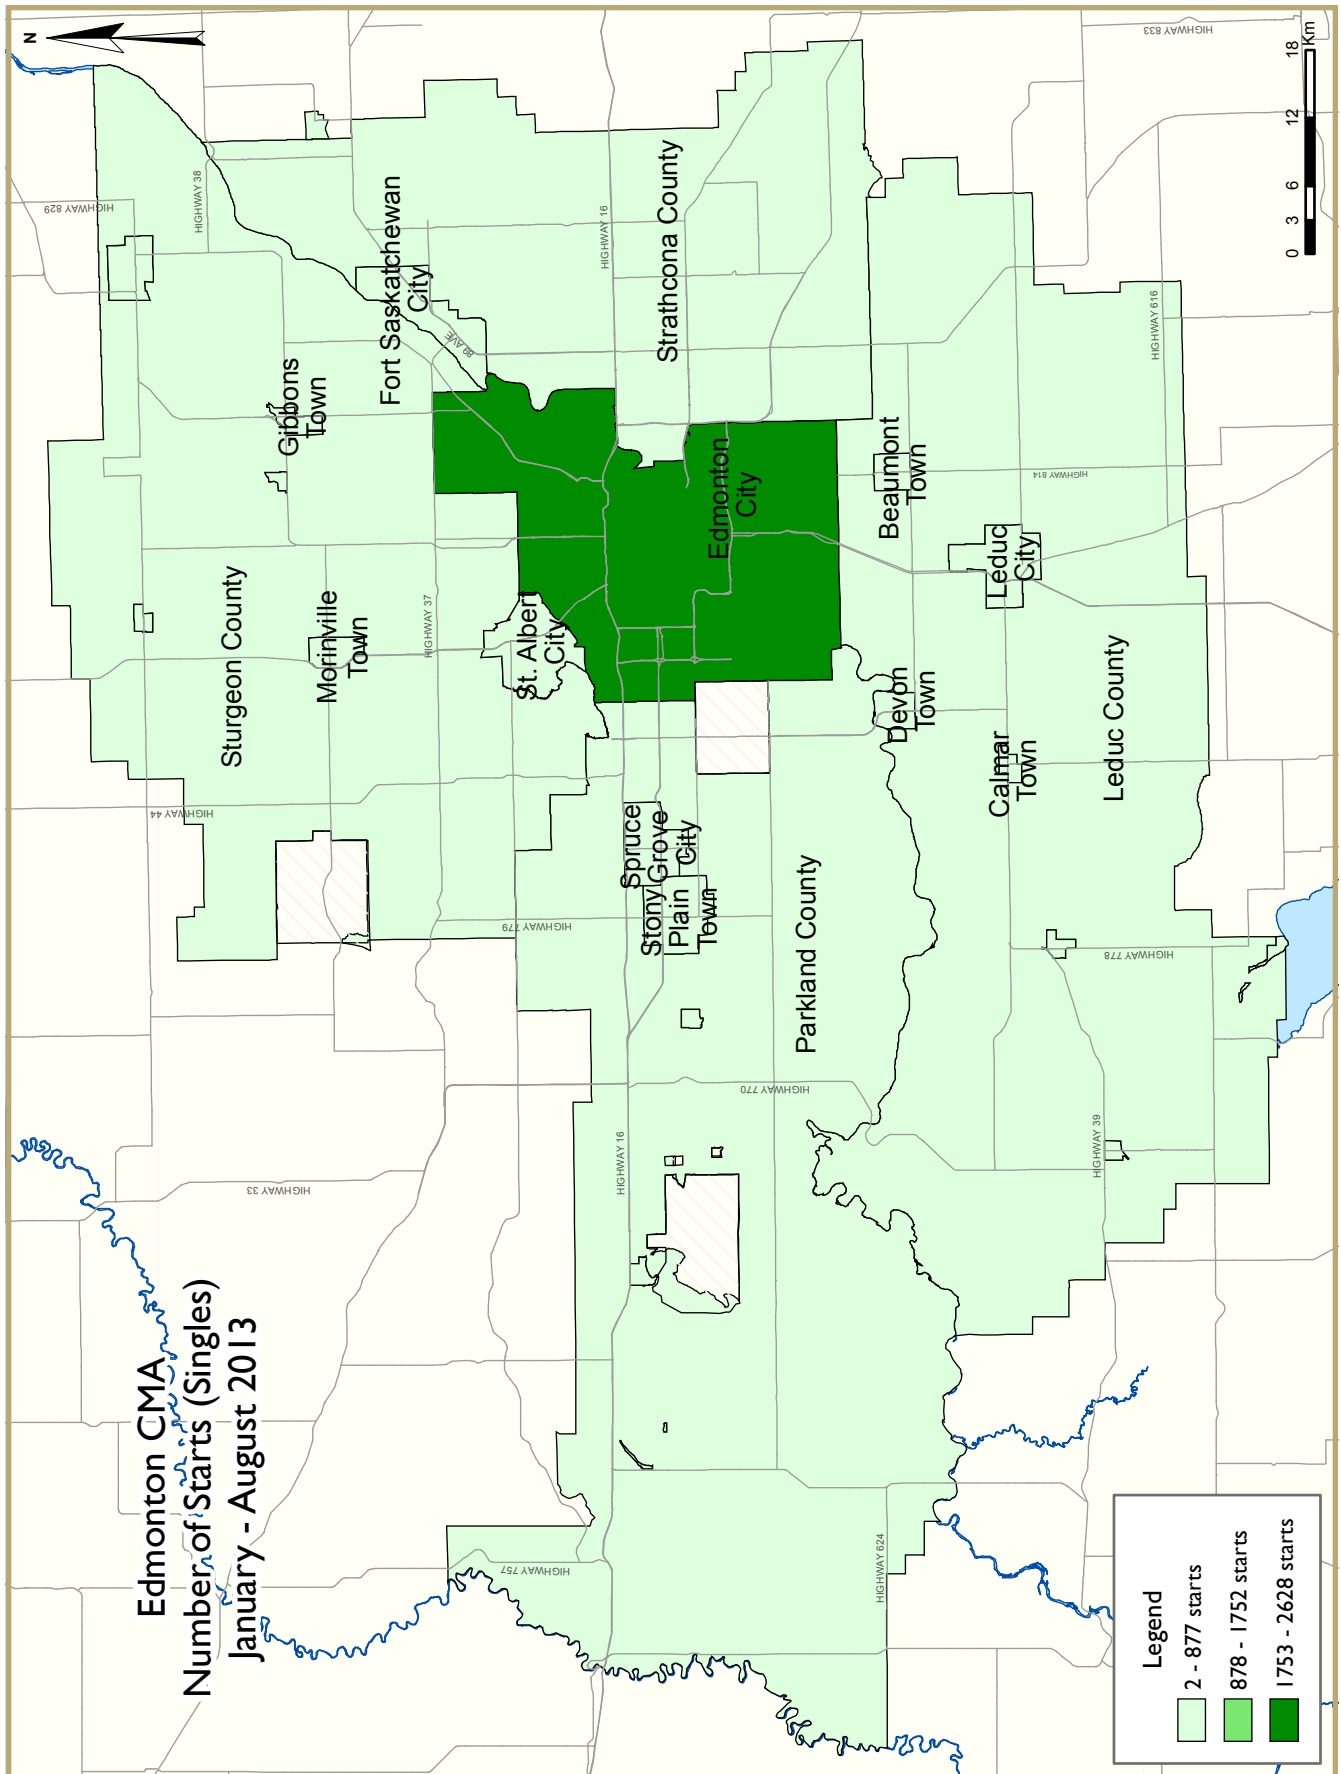 Edmonton CMA
Number of Starts (Singles)
January - August 2013
N
HIGHWAY 829
HIGHWAY 38
HIGHWAY 833
Gibbons
Town
Fort Saskatchewan
City
89 AVE
HIGHWAY 16
Strathcona County
Sturgeon County
Morinville
Town
HIGHWAY 37
HIGHWAY 44
St. Albert
City
Edmonton
City
Beaumont
Town
HIGHWAY 814
HIGHWAY 616
Leduc
City
Devon
Town
Calmar
Town
Leduc County
Spruce
Grove
City
Stony
Plain
Town
HIGHWAY 779
Parkland County
HIGHWAY 778
HIGHWAY 770
HIGHWAY 39
HIGHWAY 16
HIGHWAY 33
HIGHWAY 757
HIGHWAY 624
Legend
2 - 877 starts
878 - 1752 starts
1753 - 2628 starts
0 3 6 12 18
Km